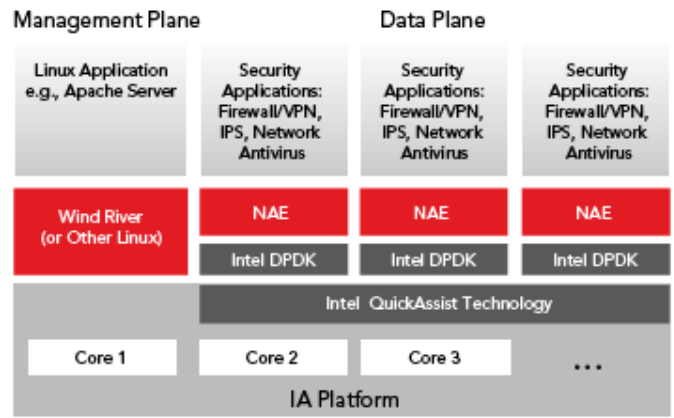 Management Plane
Data Plane
Linux Application
e.g., Apache Server
Security
Applications:
Firewall/VPN,
IPS, Network
Antivirus
Security
Applications:
Firewall/VPN,
IPS, Network
Antivirus
Security
Applications:
Firewall/VPN,
IPS, Network
Antivirus
Wind River
(or Other Linux)
NAE
NAE
NAE
Intel DPDK
Intel DPDK
Intel DPDK
Intel QuickAssist Technology
Core 1
Core 2
Core 3
...
IA Platform